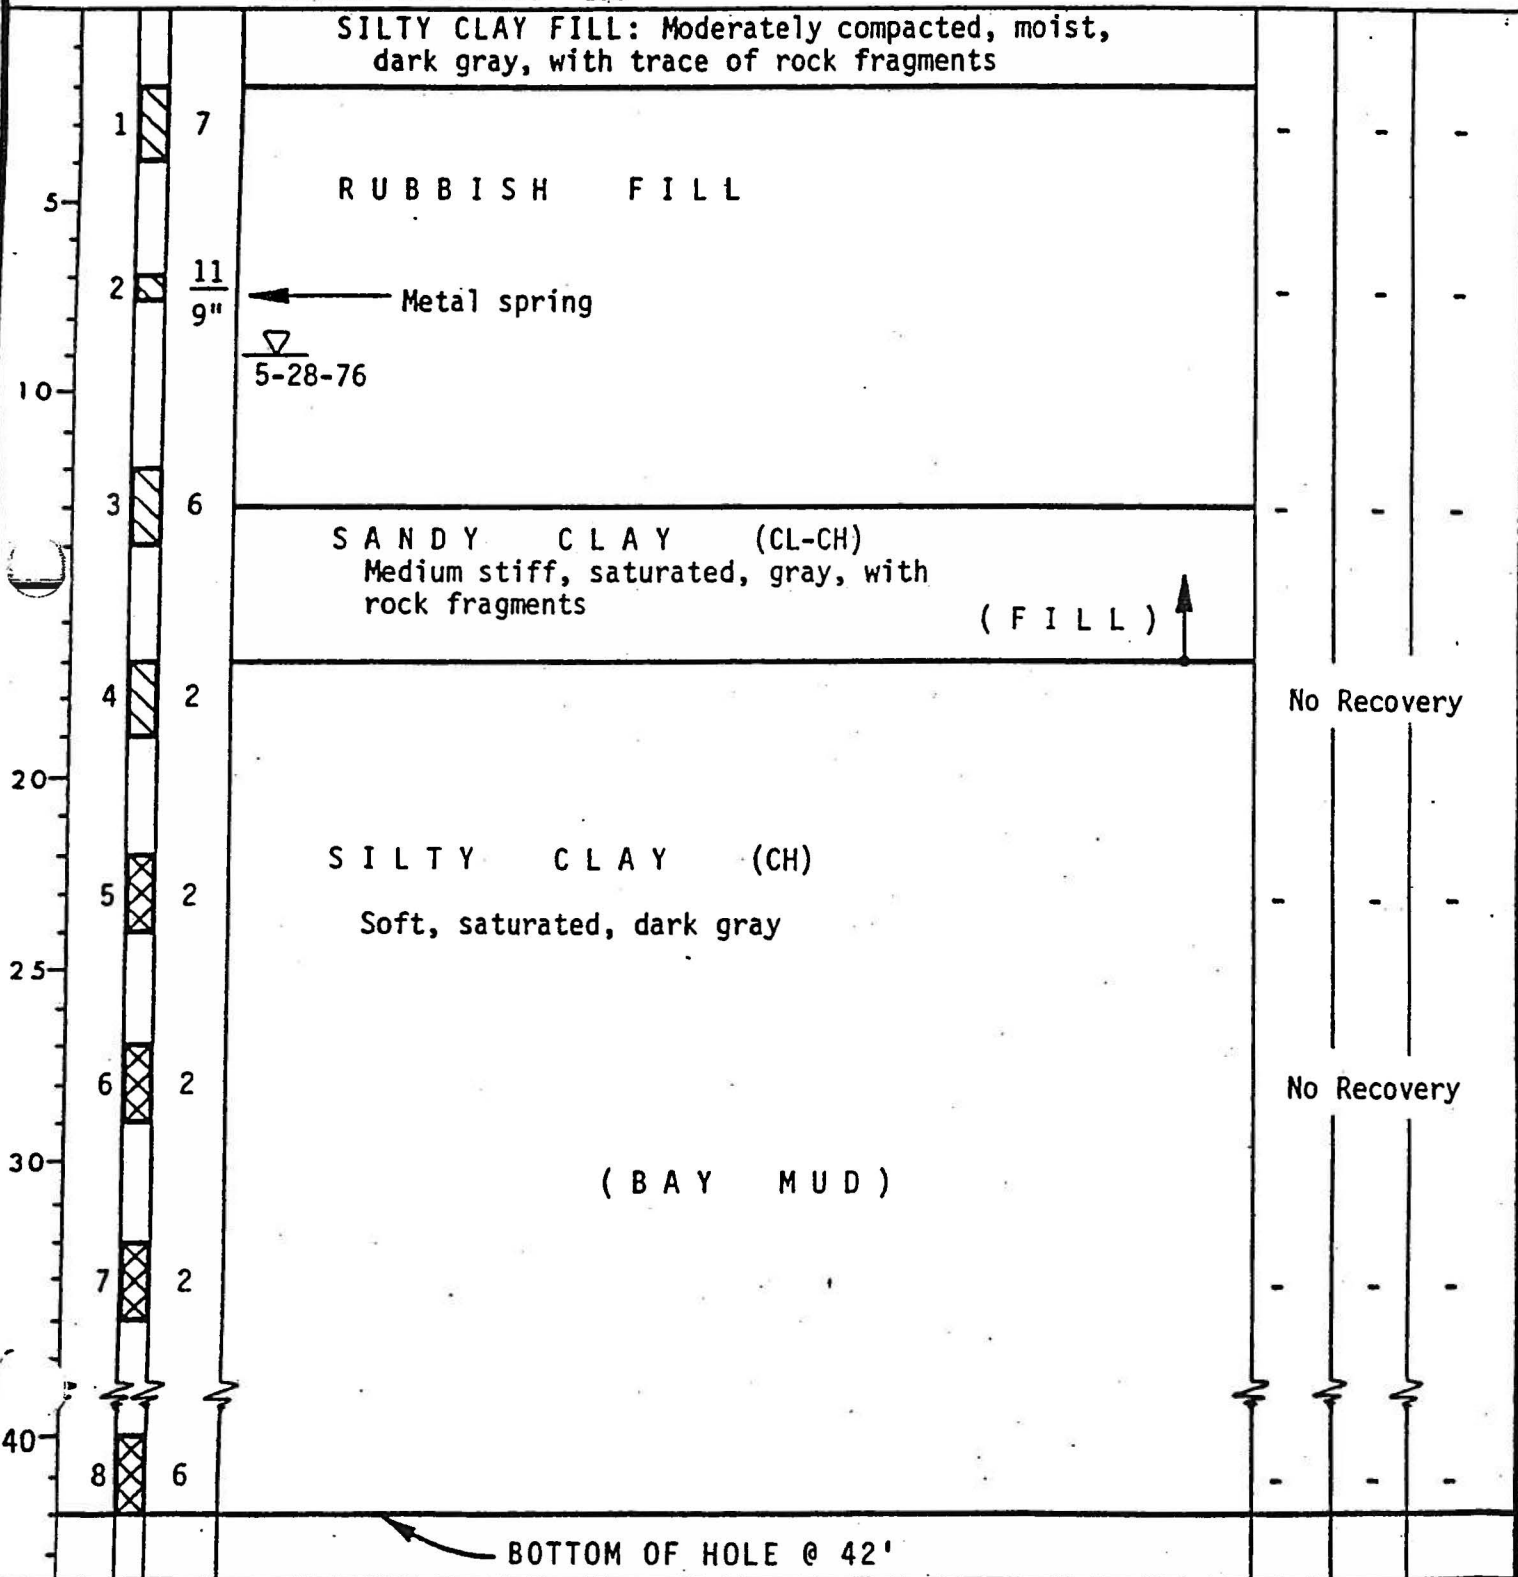 SILTY CLAY FILL: Moderately compacted, moist,
dark gray, with trace of rock fragments
1 7 - - -
5 RUBBISH FILL
2 11/9" Metal spring - - -
5-28-76
10
3 6 - - -
SANDY CLAY (CL-CH)
Medium stiff, saturated, gray, with
rock fragments
(FILL)
4 2 No Recovery
20
SILTY CLAY (CH)
5 2 - - -
Soft, saturated, dark gray
25
6 2 No Recovery
30
(BAY MUD)
7 2 - - -
40
8 6 - - -
BOTTOM OF HOLE @ 42'